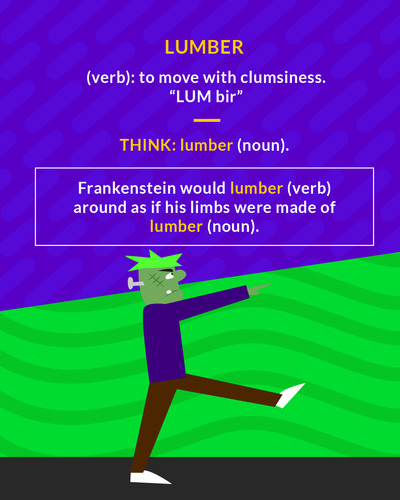 LUMBER
(verb): to move with clumsiness.
“LUM bir”
THINK: lumber (noun).
Frankenstein would lumber (verb)
around as if his limbs were made of
lumber (noun).